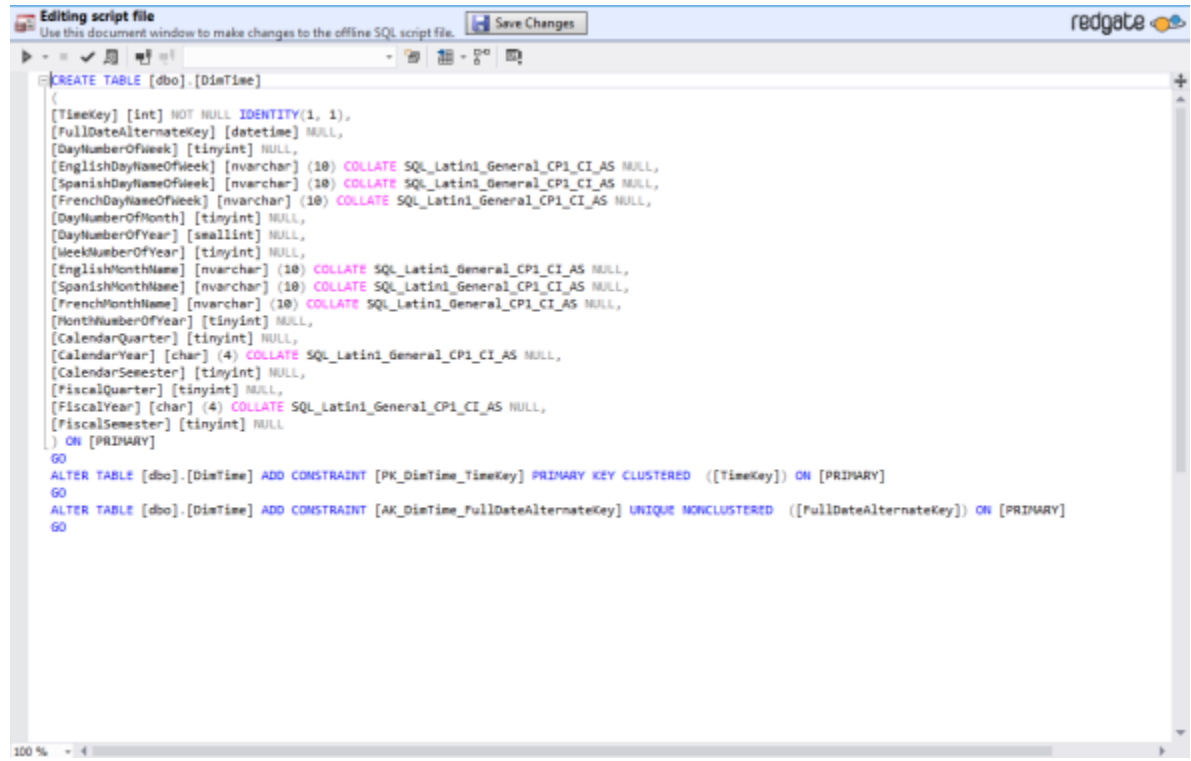 Editing script file
Use this document window to make changes to the offline SQL script file.
Save Changes
redgate
CREATE TABLE [dbo].[DimTime]
(
[TimeKey] [int] NOT NULL IDENTITY(1, 1),
[FullDateAlternateKey] [datetime] NULL,
[DayNumberOfWeek] [tinyint] NULL,
[EnglishDayNameOfWeek] [nvarchar] (10) COLLATE SQL_Latin1_General_CP1_CI_AS NULL,
[SpanishDayNameOfWeek] [nvarchar] (10) COLLATE SQL_Latin1_General_CP1_CI_AS NULL,
[FrenchDayNameOfWeek] [nvarchar] (10) COLLATE SQL_Latin1_General_CP1_CI_AS NULL,
[DayNumberOfMonth] [tinyint] NULL,
[DayNumberOfYear] [smallint] NULL,
[WeekNumberOfYear] [tinyint] NULL,
[EnglishMonthName] [nvarchar] (10) COLLATE SQL_Latin1_General_CP1_CI_AS NULL,
[SpanishMonthName] [nvarchar] (10) COLLATE SQL_Latin1_General_CP1_CI_AS NULL,
[FrenchMonthName] [nvarchar] (10) COLLATE SQL_Latin1_General_CP1_CI_AS NULL,
[MonthNumberOfYear] [tinyint] NULL,
[CalendarQuarter] [tinyint] NULL,
[CalendarYear] [char] (4) COLLATE SQL_Latin1_General_CP1_CI_AS NULL,
[CalendarSemester] [tinyint] NULL,
[FiscalQuarter] [tinyint] NULL,
[FiscalYear] [char] (4) COLLATE SQL_Latin1_General_CP1_CI_AS NULL,
[FiscalSemester] [tinyint] NULL
) ON [PRIMARY]
GO
ALTER TABLE [dbo].[DimTime] ADD CONSTRAINT [PK_DimTime_TimeKey] PRIMARY KEY CLUSTERED  ([TimeKey]) ON [PRIMARY]
GO
ALTER TABLE [dbo].[DimTime] ADD CONSTRAINT [AK_DimTime_FullDateAlternateKey] UNIQUE NONCLUSTERED  ([FullDateAlternateKey]) ON [PRIMARY]
GO
100 %